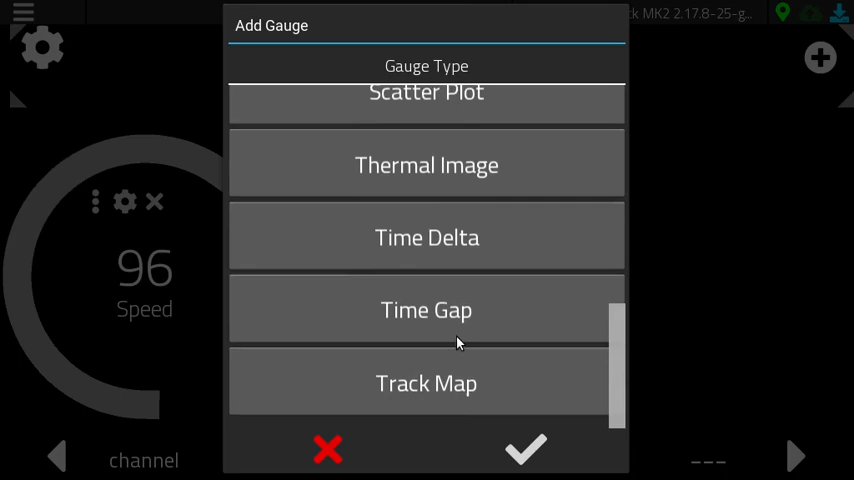 Add Gauge
ck MK2 2.17.8-25-g...
Gauge Type
Scatter Plot
Thermal Image
Time Delta
96
Speed
Time Gap
Track Map
channel
---